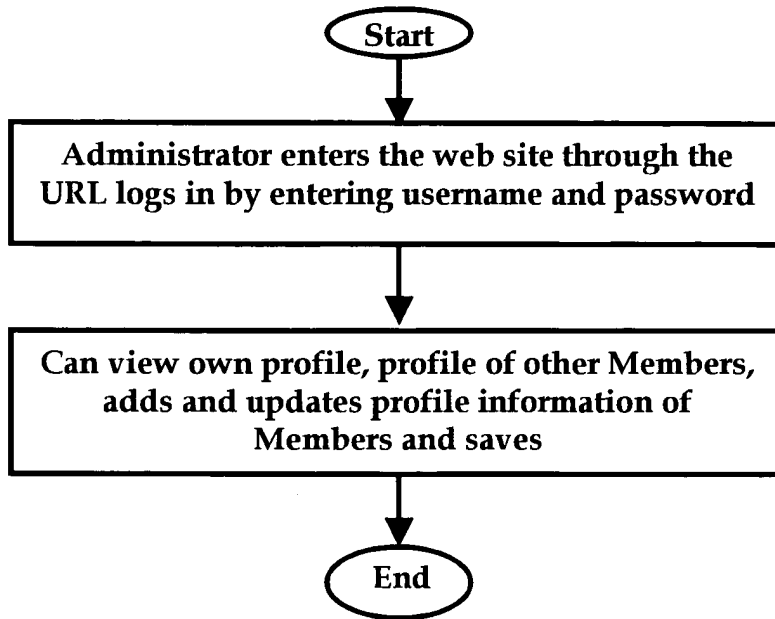 Start
Administrator enters the web site through the
URL logs in by entering username and password
Can view own profile, profile of other Members,
adds and updates profile information of
Members and saves
End